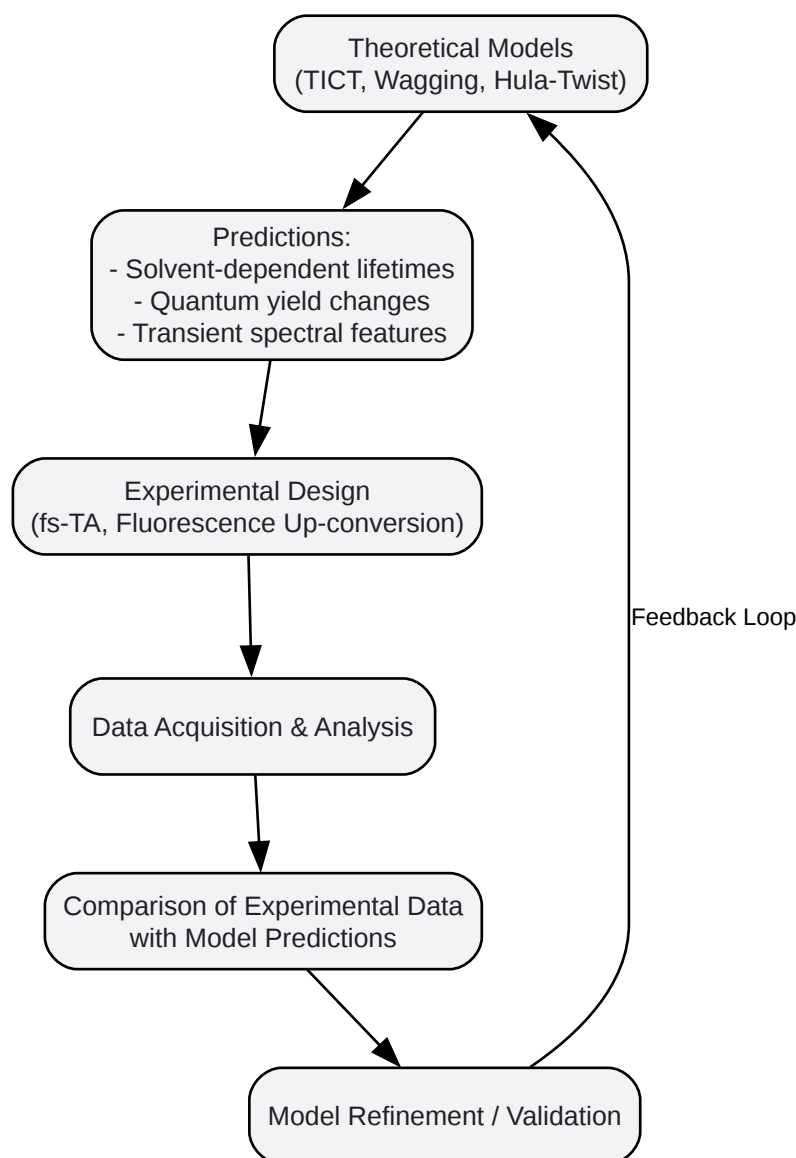 Theoretical Models
(TICT, Wagging, Hula-Twist)
Predictions:
- Solvent-dependent lifetimes
- Quantum yield changes
- Transient spectral features
Experimental Design
(fs-TA, Fluorescence Up-conversion)
Feedback Loop
Data Acquisition & Analysis
Comparison of Experimental Data
with Model Predictions
Model Refinement / Validation